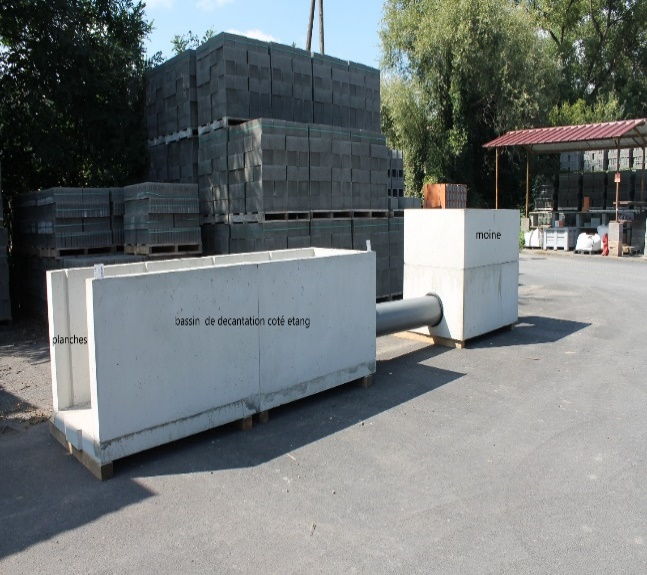 moine
bassin de decantation coté etang
planches